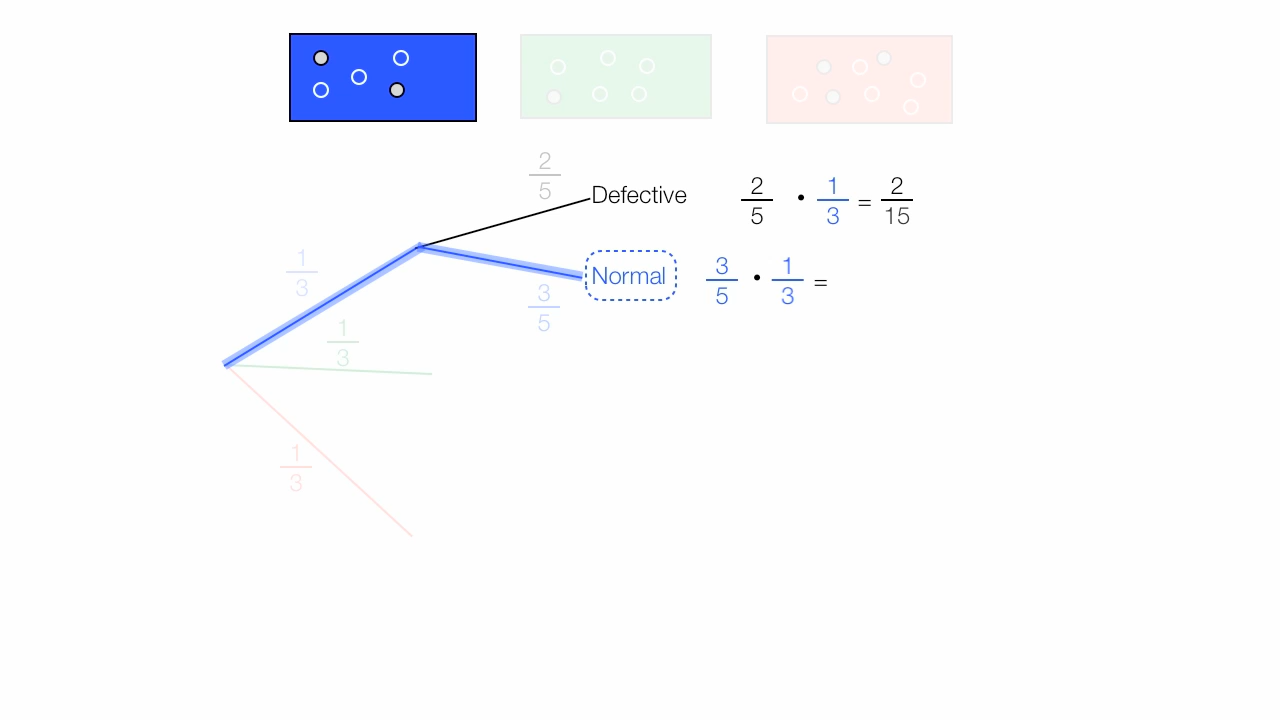 2/5
Defective 2/5 · 1/3 = 2/15
1/3
Normal 3/5 · 1/3 =
3/5
1/3
1/3